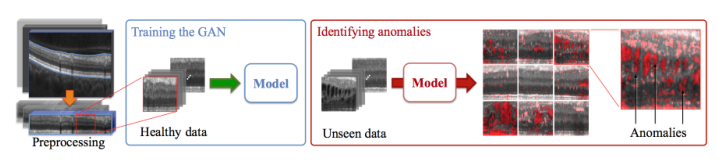 Training the GAN
Identifying anomalies
Model
Model
Preprocessing
Healthy data
Unseen data
Anomalies